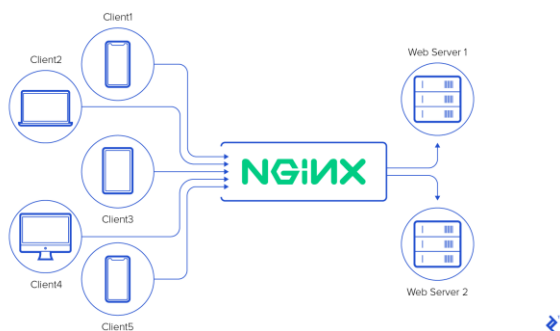 Client1
Client2
Web Server 1
NGINX
Client3
Client4
Web Server 2
Client5